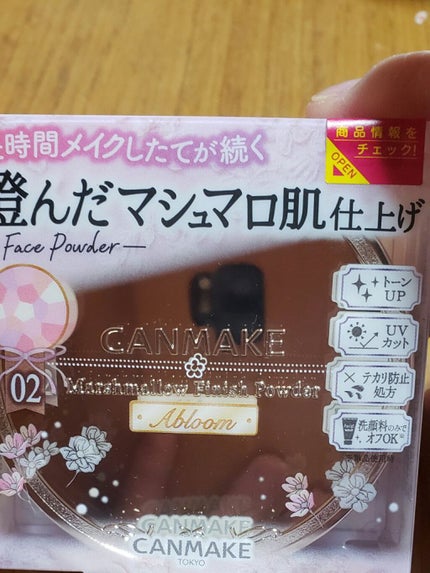 時間メイクしたてが続く
商品情報を
チェック!
OPEN
澄んだマシュマロ肌仕上げ
Face Powder
トーン
UP
CANMAKE
UV
カット
02
Marshmallow Finish Powder
テカリ防止
処方
Abloom
洗顔料のみで
オフOK
CANMAKE
CANMAKE
TOKYO